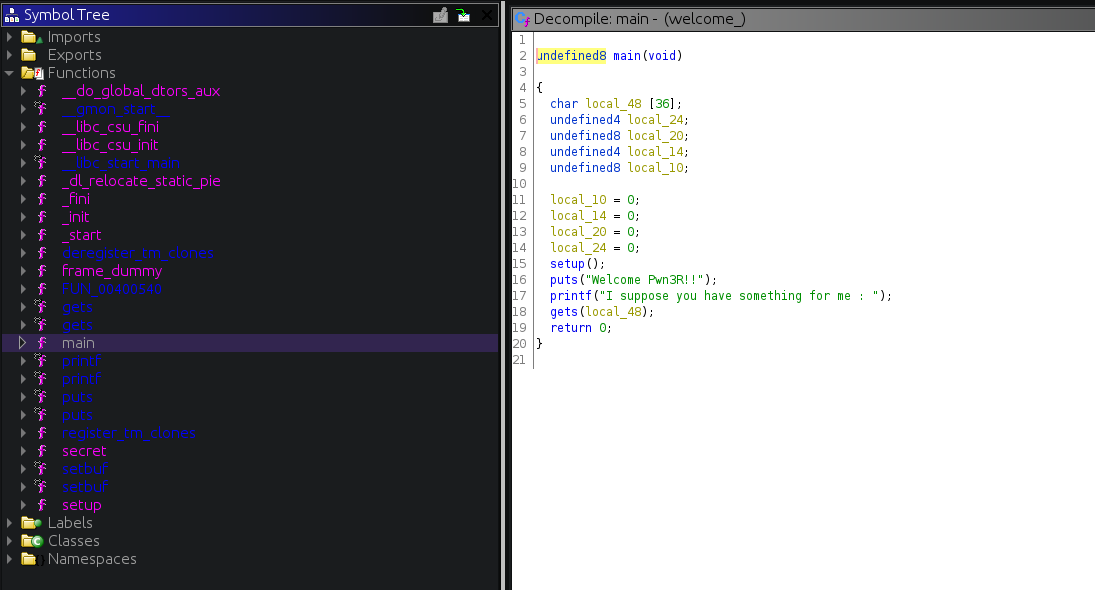 Symbol Tree
Imports
Exports
Functions
__do_global_dtors_aux
__gmon_start__
__libc_csu_fini
__libc_csu_init
__libc_start_main
_dl_relocate_static_pie
_fini
_init
_start
deregister_tm_clones
frame_dummy
FUN_00400540
gets
gets
main
printf
printf
puts
puts
register_tm_clones
secret
setbuf
setbuf
setup
Labels
Classes
Namespaces
Decompile: main - (welcome_)
1
2 undefined8 main(void)
3
4 {
5 char local_48 [36];
6 undefined4 local_24;
7 undefined8 local_20;
8 undefined4 local_14;
9 undefined8 local_10;
10
11 local_10 = 0;
12 local_14 = 0;
13 local_20 = 0;
14 local_24 = 0;
15 setup();
16 puts("Welcome Pwn3R!!");
17 printf("I suppose you have something for me : ");
18 gets(local_48);
19 return 0;
20 }
21